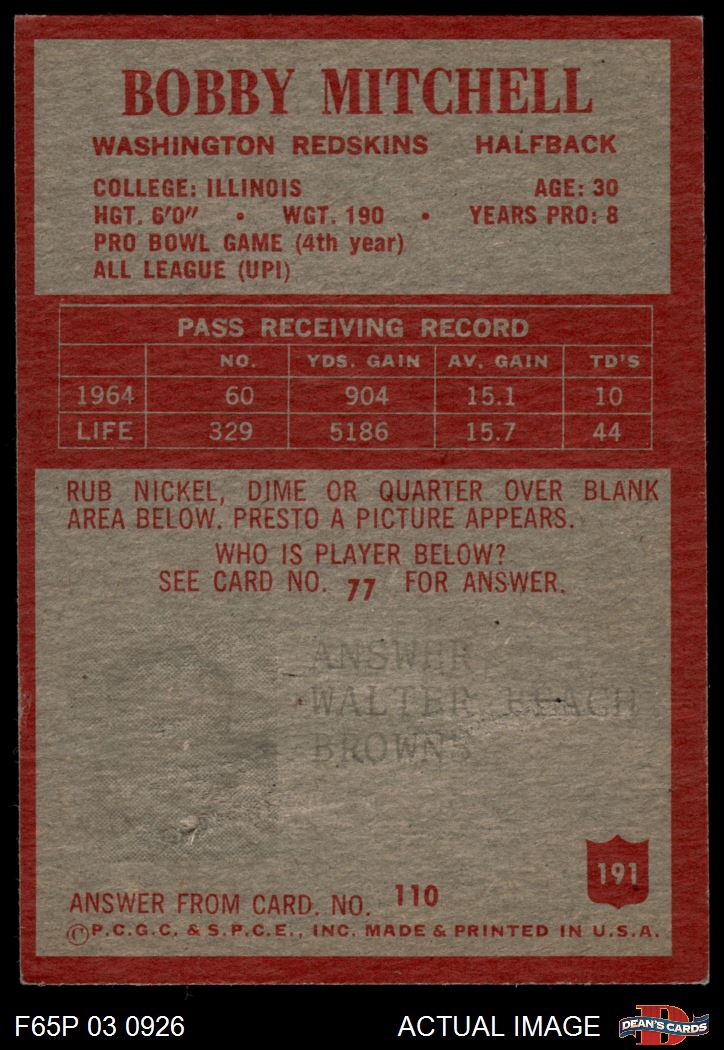 BOBBY MITCHELL
WASHINGTON REDSKINS HALFBACK
COLLEGE: ILLINOIS AGE: 30
HGT. 6'0" • WGT. 190 • YEARS PRO: 8
PRO BOWL GAME (4th year)
ALL LEAGUE (UPI)
PASS RECEIVING RECORD
NO. YDS. GAIN AV. GAIN TD'S
1964 60 904 15.1 10
LIFE 329 5186 15.7 44
RUB NICKEL, DIME OR QUARTER OVER BLANK
AREA BELOW. PRESTO A PICTURE APPEARS.
WHO IS PLAYER BELOW?
SEE CARD NO. 77 FOR ANSWER.
ANSWER
WALTER BEACH
BROWNS
191
ANSWER FROM CARD. NO. 110
© P.C.G.C. & S.P.C.E., INC. MADE & PRINTED IN U.S.A.
F65P 03 0926 ACTUAL IMAGE
D
DEAN'S CARDS